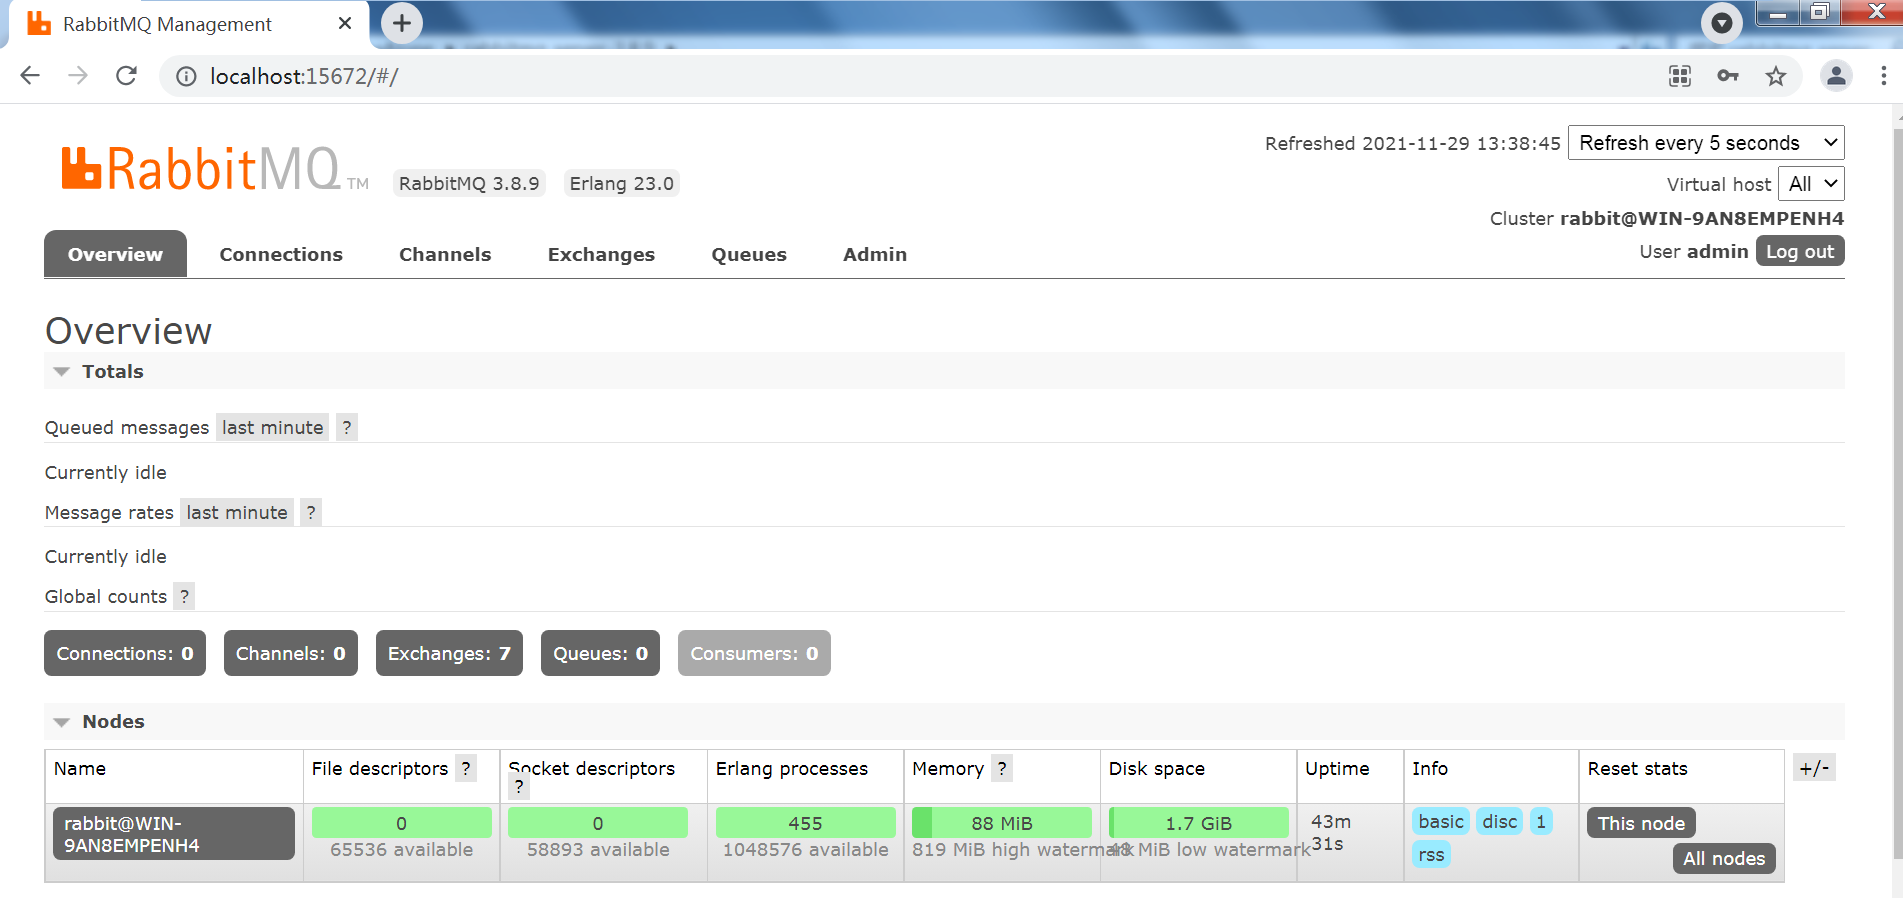 RabbitMQ Management
localhost:15672/#/
RabbitMQ TM
RabbitMQ 3.8.9
Erlang 23.0
Refreshed 2021-11-29 13:38:45 Refresh every 5 seconds
Virtual host All
Cluster rabbit@WIN-9AN8EMPENH4
User admin Log out
Overview Connections Channels Exchanges Queues Admin
Overview
Totals
Queued messages last minute ?
Currently idle
Message rates last minute ?
Currently idle
Global counts ?
Connections: 0 Channels: 0 Exchanges: 7 Queues: 0 Consumers: 0
Nodes
Name File descriptors ? Socket descriptors ? Erlang processes Memory ? Disk space Uptime Info Reset stats +/-
rabbit@WIN-
9AN8EMPENH4
0
65536 available
0
58893 available
455
1048576 available
88 MiB
819 MiB high watermark
1.7 GiB
48 MiB low watermark
43m
31s
basic disc 1
rss
This node
All nodes